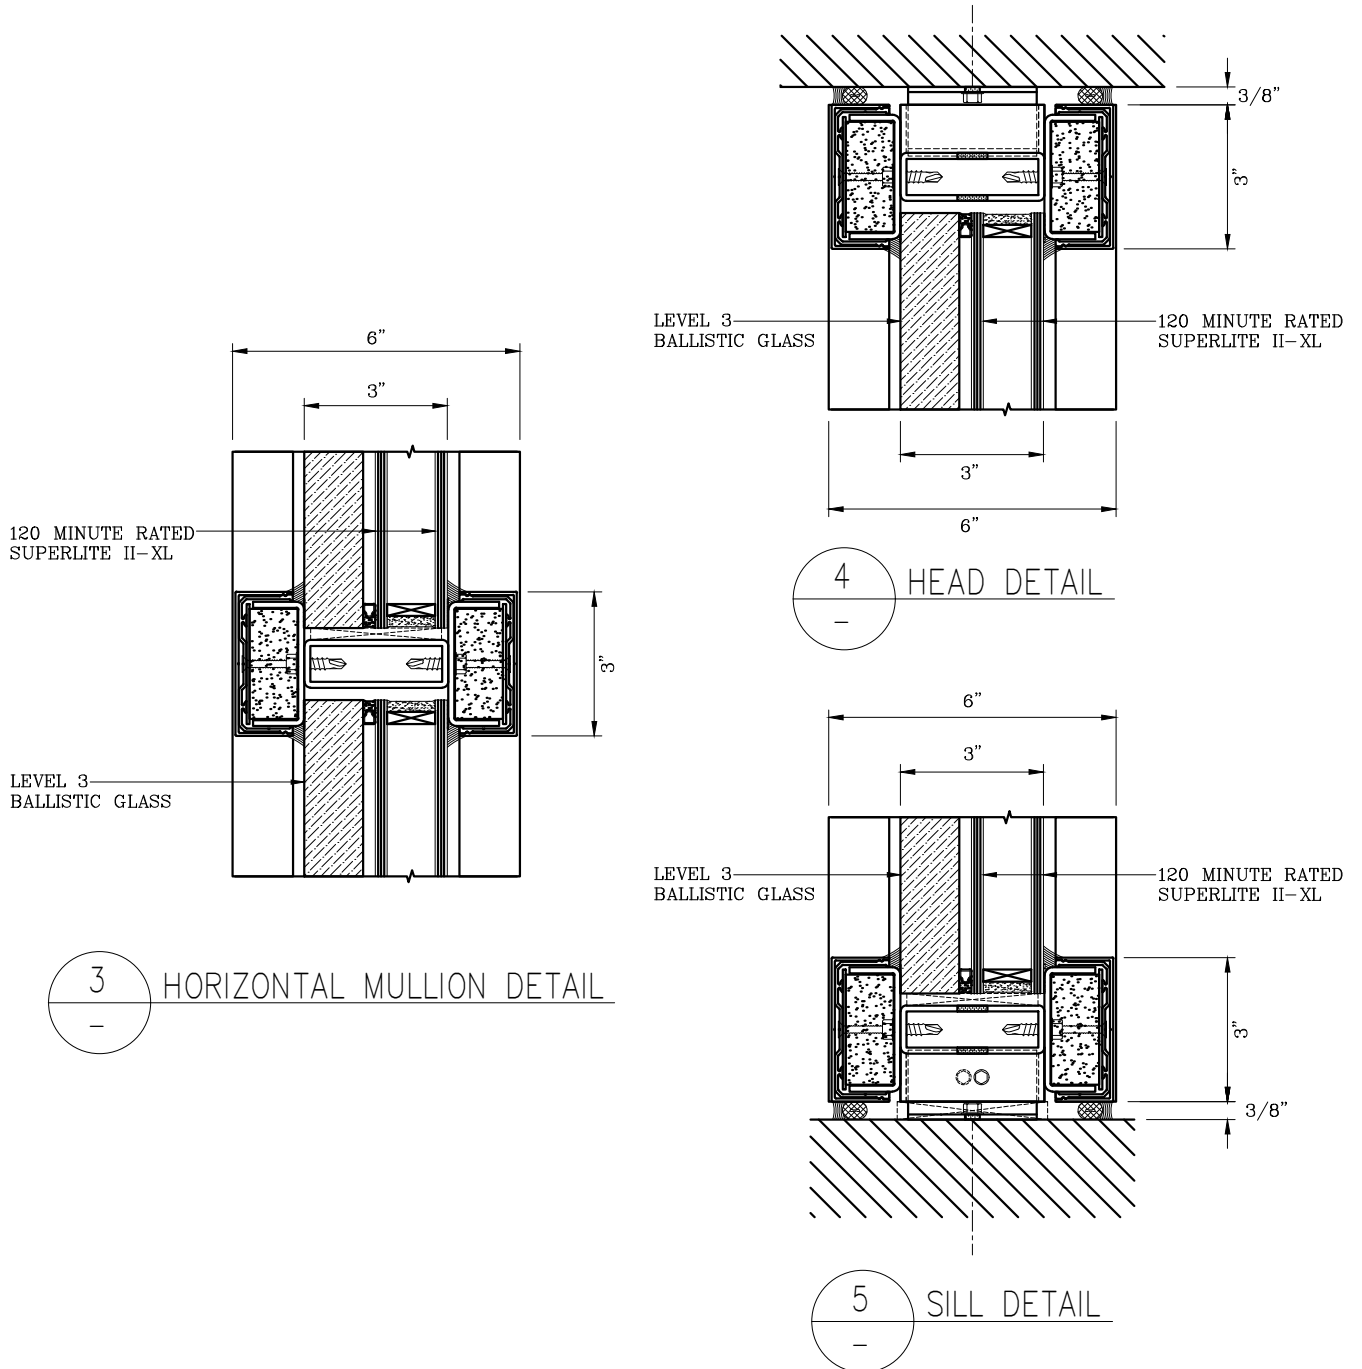 3/8"
3"
LEVEL 3
BALLISTIC GLASS
120 MINUTE RATED
SUPERLITE II-XL
3"
6"
4
HEAD DETAIL
-
6"
3"
120 MINUTE RATED
SUPERLITE II-XL
3"
LEVEL 3
BALLISTIC GLASS
3
HORIZONTAL MULLION DETAIL
-
6"
3"
LEVEL 3
BALLISTIC GLASS
120 MINUTE RATED
SUPERLITE II-XL
3"
3/8"
5
SILL DETAIL
-